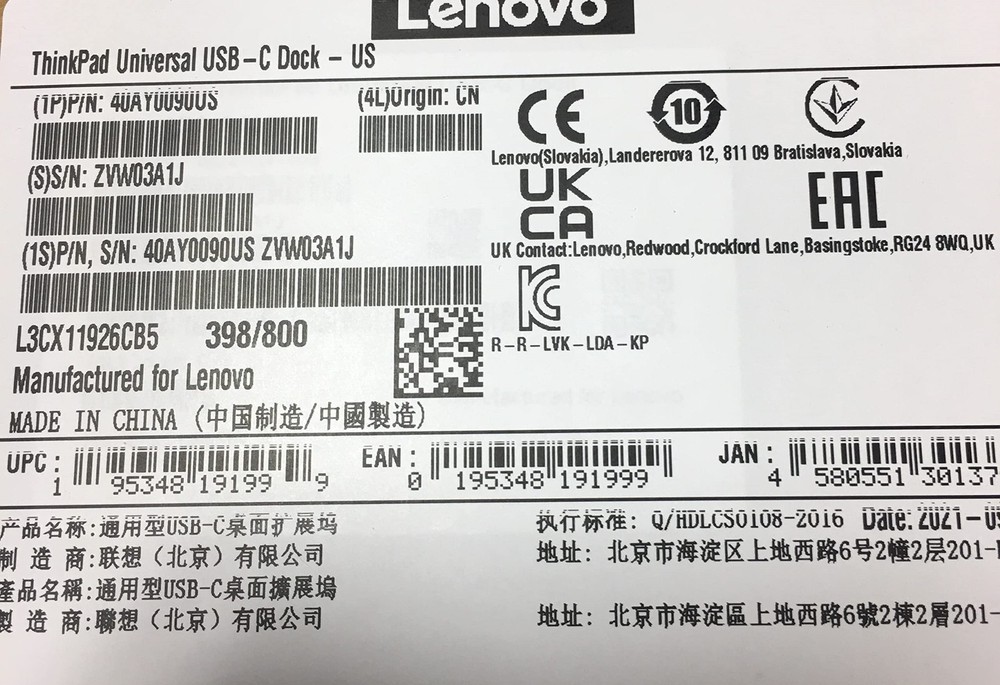 Lenovo
ThinkPad Universal USB-C Dock - US
(1P)P/N: 40AY0090US
(4L)Origin: CN
(S)S/N: ZVW03A1J
(1S)P/N, S/N: 40AY0090US ZVW03A1J
L3CX11926CB5 398/800
Manufactured for Lenovo
MADE IN CHINA (中国制造/中國製造)
CE
10
Lenovo(Slovakia),Landererova 12, 811 09 Bratislava,Slovakia
UK
CA
EAC
UK Contact:Lenovo,Redwood,Crockford Lane,Basingstoke,RG24 8WQ,UK
R-R-LVK-LDA-KP
UPC: 1 95348 19199 9
EAN: 0 195348 191999
JAN: 4 580551 30137
产品名称:通用型USB-C桌面扩展坞
制 造 商:联想（北京）有限公司
產品名稱:通用型USB-C桌面擴展塢
製 造 商:聯想（北京）有限公司
执行标准: Q/HDLCS0108-2016 Date: 2021-0
地址: 北京市海淀区上地西路6号2幢2层201-
地址: 北京市海淀區上地西路6號2棟2層201-